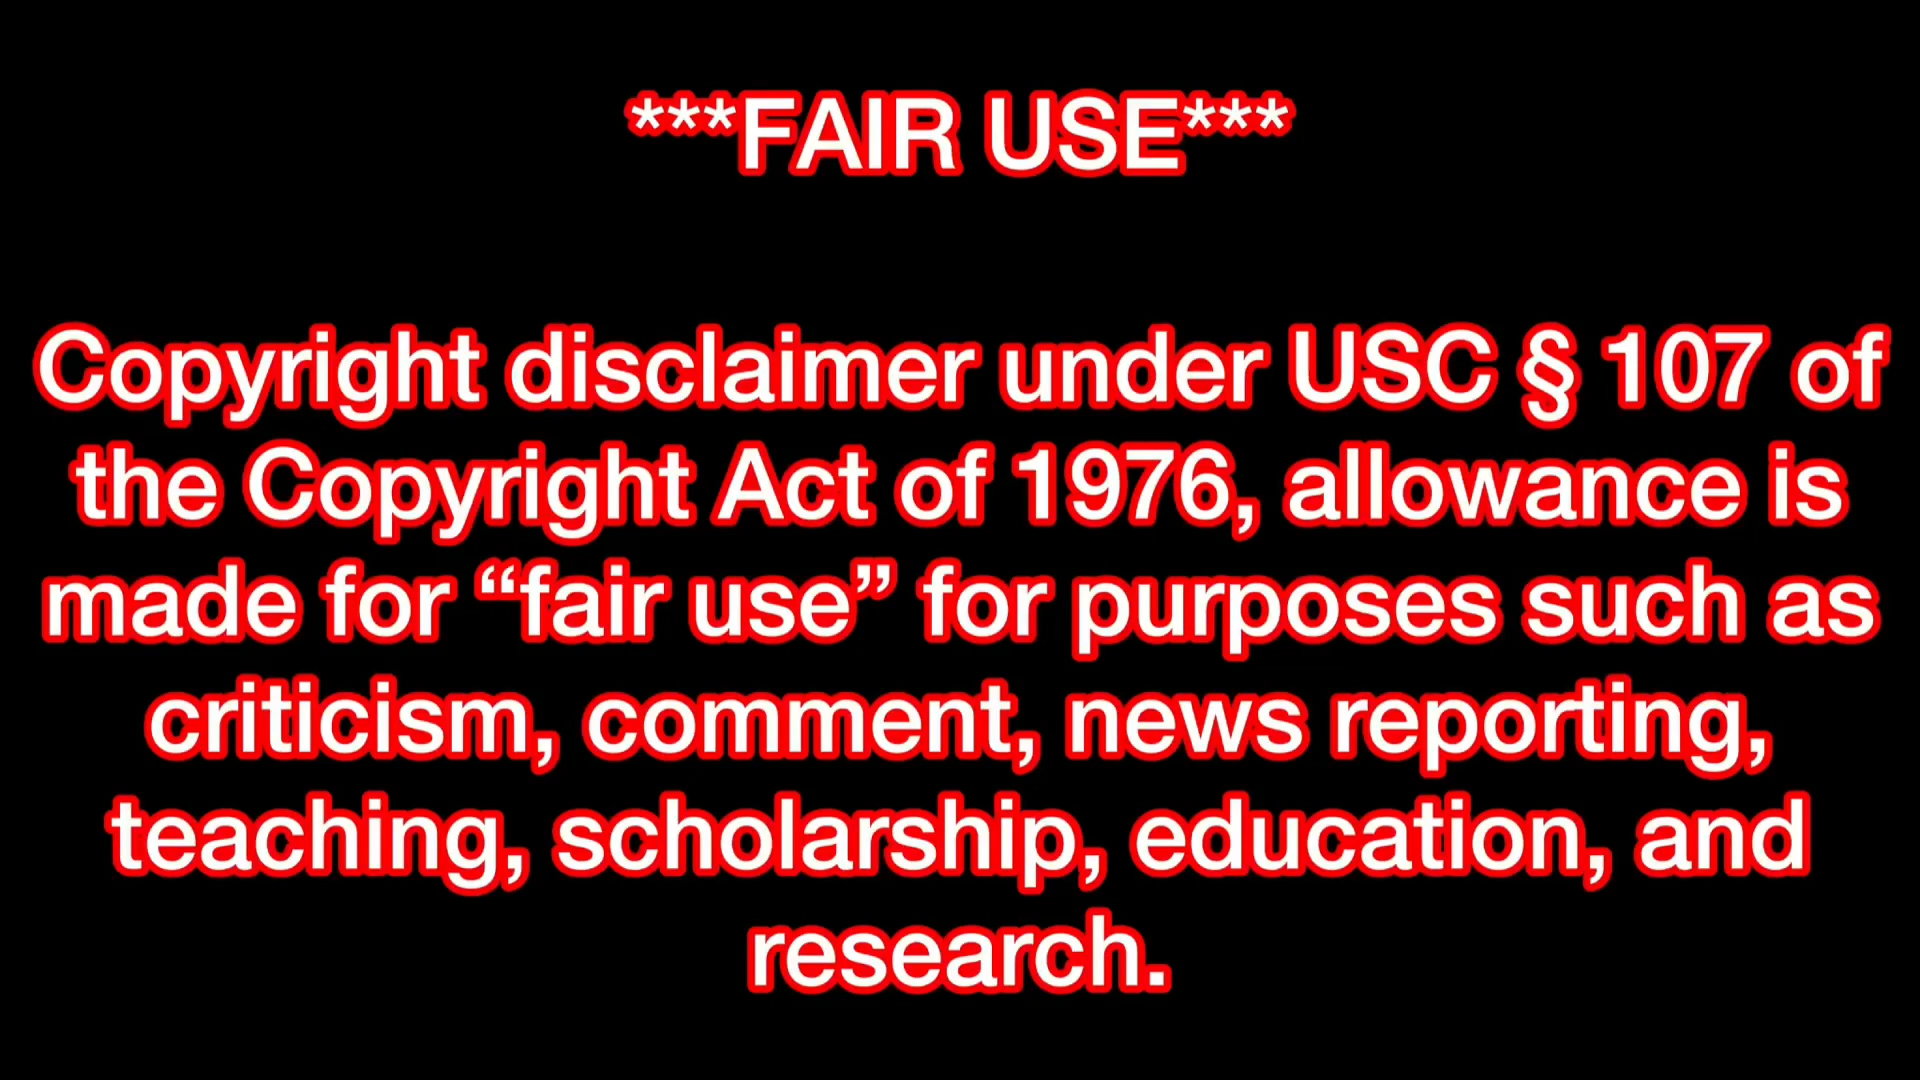 ***FAIR USE***
Copyright disclaimer under USC § 107 of
the Copyright Act of 1976, allowance is
made for “fair use” for purposes such as
criticism, comment, news reporting,
teaching, scholarship, education, and
research.